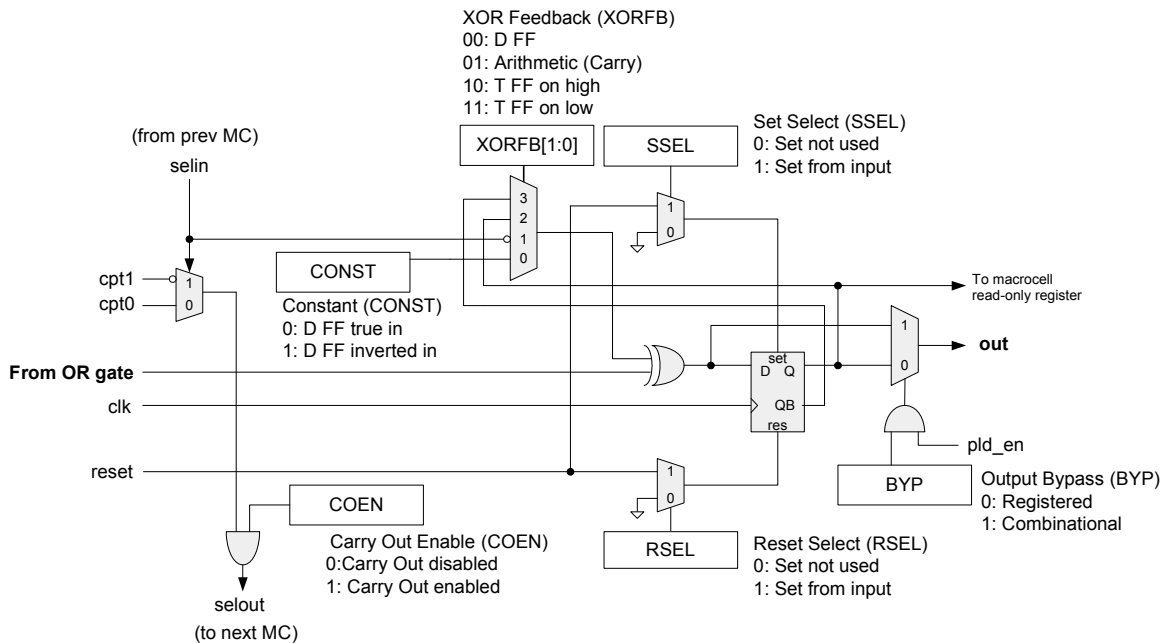 XOR Feedback (XORFB)
00: D FF
01: Arithmetic (Carry)
10: T FF on high
11: T FF on low
(from prev MC)
selin
XORFB[1:0]
SSEL
Set Select (SSEL)
0: Set not used
1: Set from input
3
2
1
0
1
0
CONST
Constant (CONST)
0: D FF true in
1: D FF inverted in
cpt1
cpt0
1
0
To macrocell
read-only register
1
0
out
From OR gate
set
D Q
QB
res
clk
pld_en
reset
1
0
BYP
Output Bypass (BYP)
0: Registered
1: Combinational
COEN
Carry Out Enable (COEN)
0:Carry Out disabled
1: Carry Out enabled
RSEL
Reset Select (RSEL)
0: Set not used
1: Set from input
selout
(to next MC)